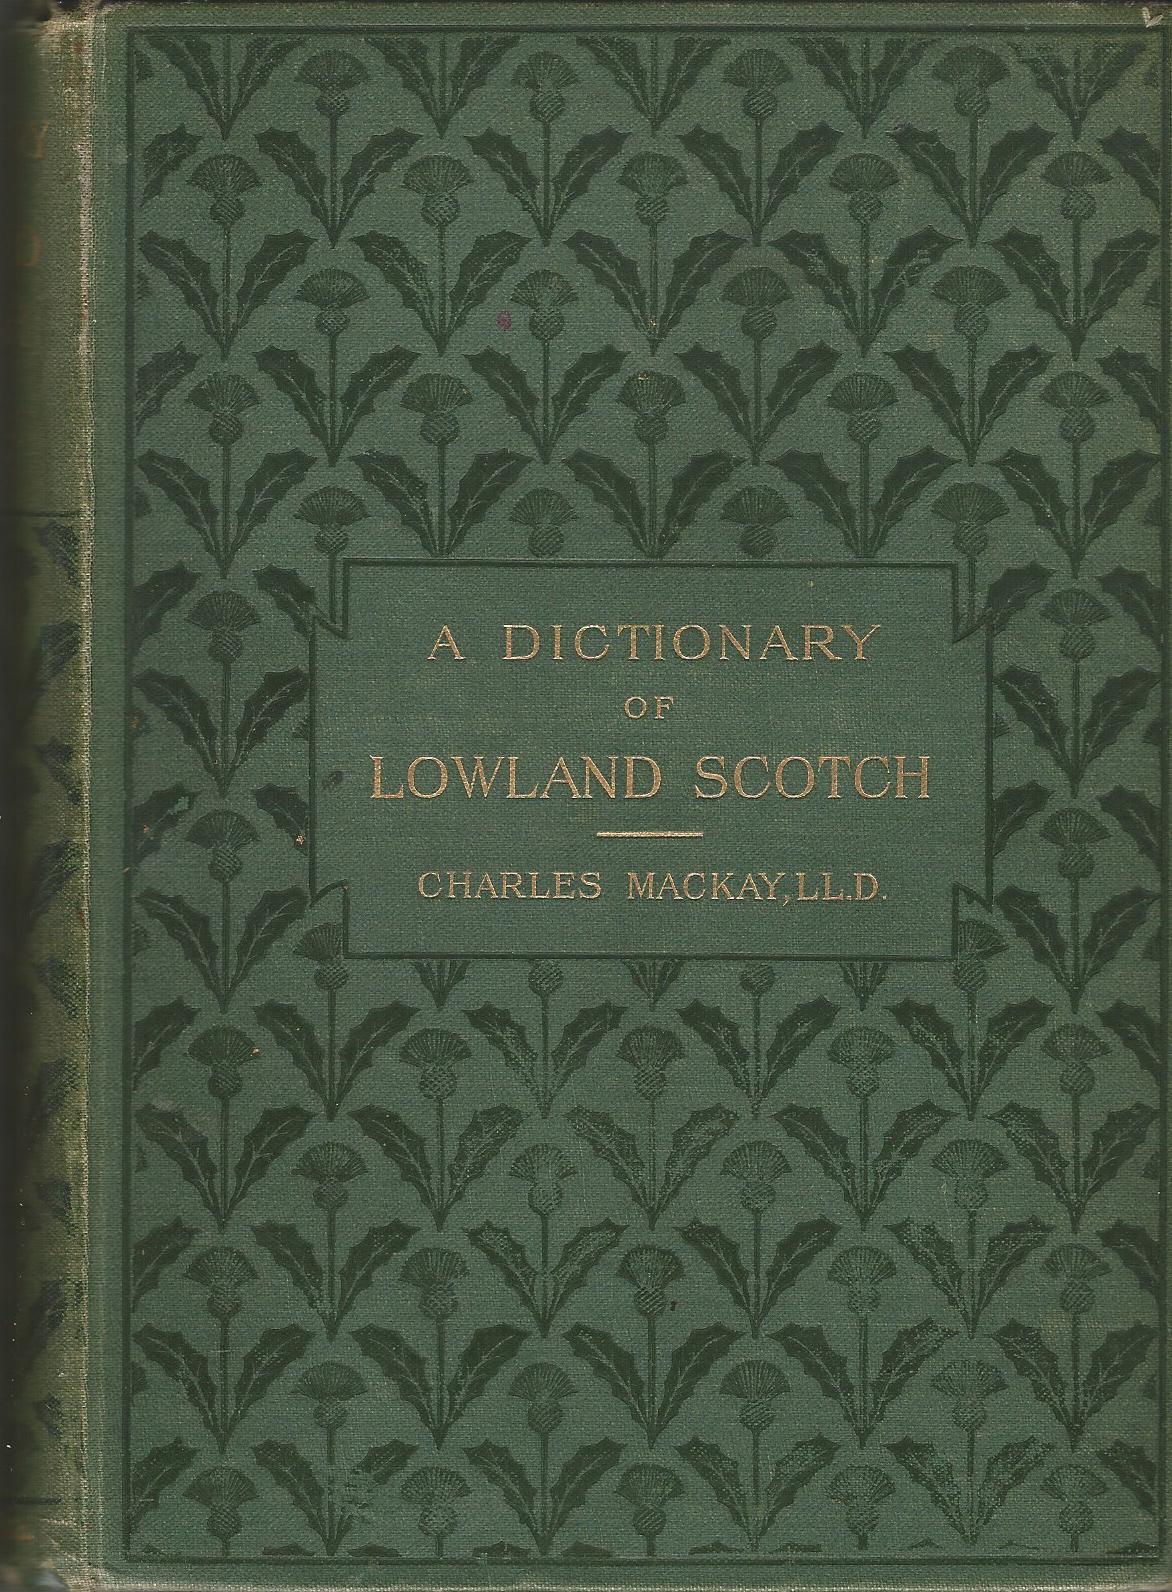 A DICTIONARY
OF
LOWLAND SCOTCH
CHARLES MACKAY, LL.D.